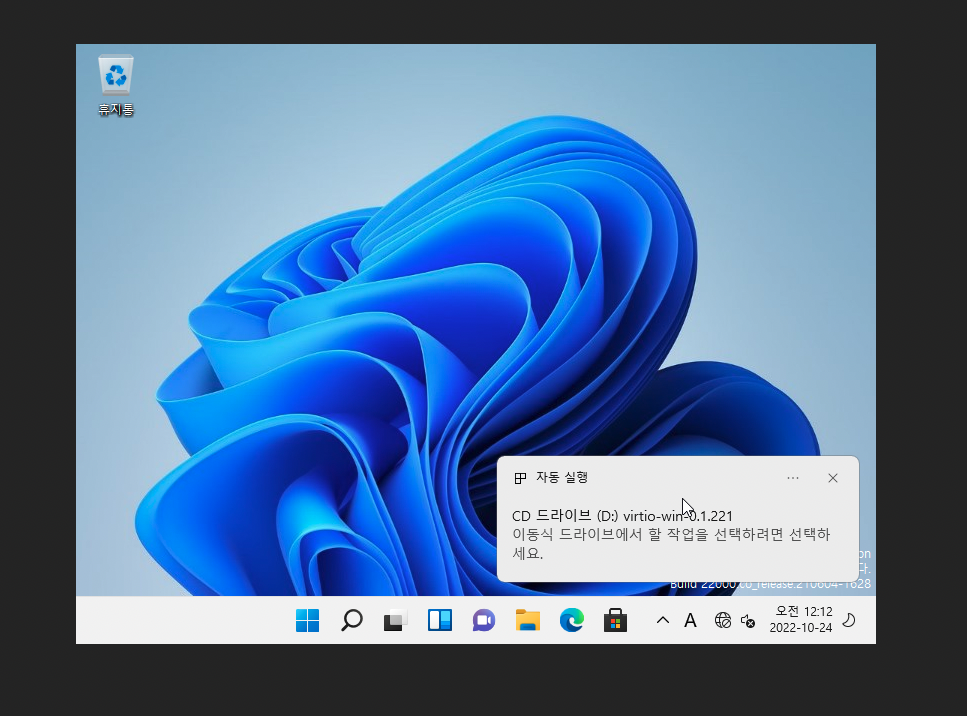 휴지통
자동 실행
CD 드라이브 (D:) virtio-win-0.1.221
이동식 드라이브에서 할 작업을 선택하려면 선택하
세요.
on
다.
Build 22000.co_release.210604-1628
A
오전 12:12
2022-10-24